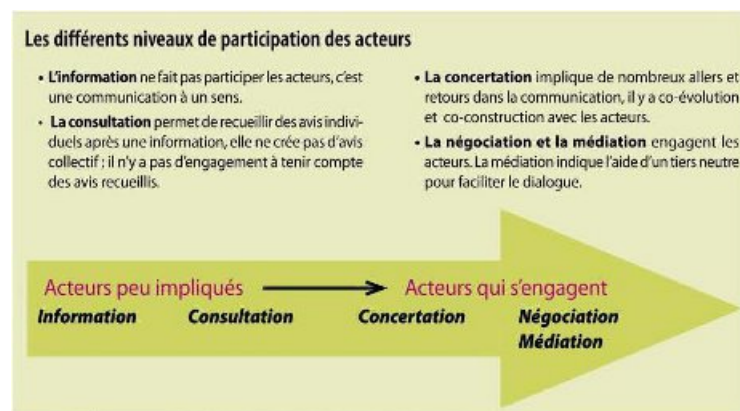 Les différents niveaux de participation des acteurs
• L'information ne fait pas participer les acteurs, c'est
une communication à un sens.
• La consultation permet de recueillir des avis indivi-
duels après une information, elle ne crée pas d'avis
collectif ; il n'y a pas d'engagement à tenir compte
des avis recueillis.
• La concertation implique de nombreux allers et
retours dans la communication, il y a co-évolution
et co-construction avec les acteurs.
• La négociation et la médiation engagent les
acteurs. La médiation indique l'aide d'un tiers neutre
pour faciliter le dialogue.
Acteurs peu impliqués Acteurs qui s'engagent
Information Consultation Concertation Négociation
Médiation